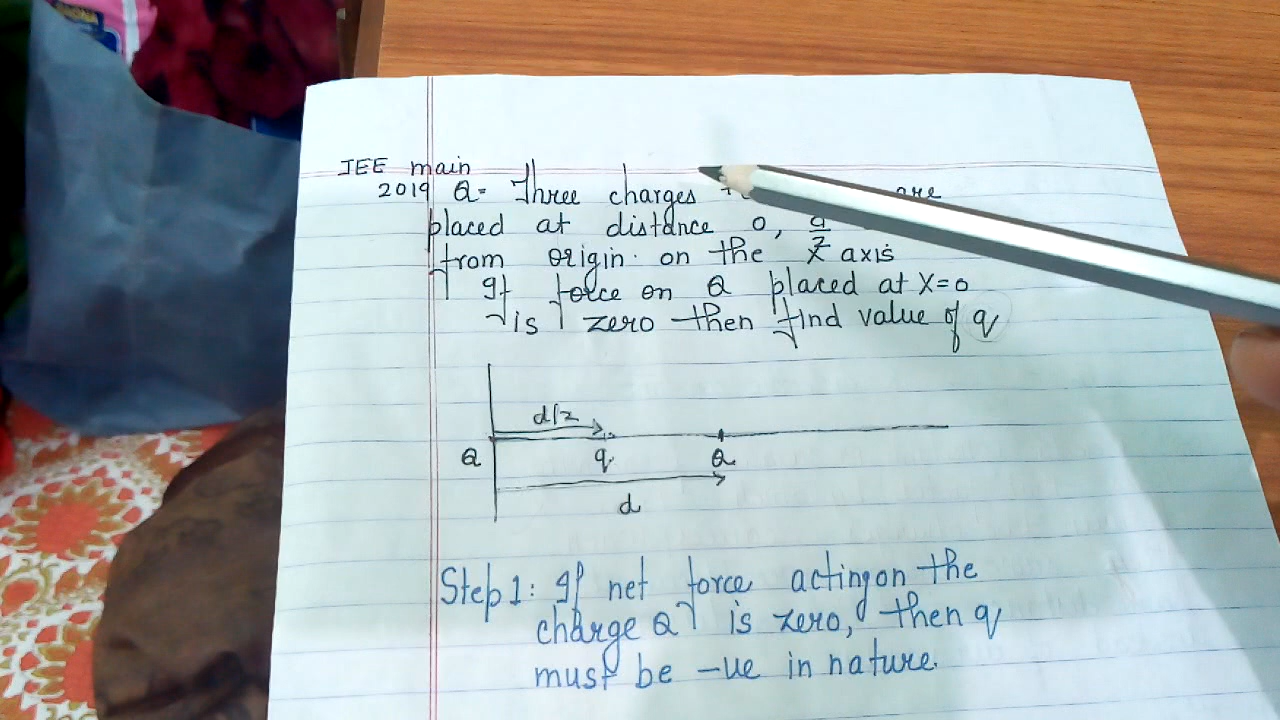 JEE main
2019 Q= Three charges are
placed at distance 0, d/2
from origin on the x axis
If force on Q placed at x=0
is zero then find value of q
d/2
Q q Q
d
Step 1: If net force acting on the
charge Q is zero, then q
must be -ve in nature.